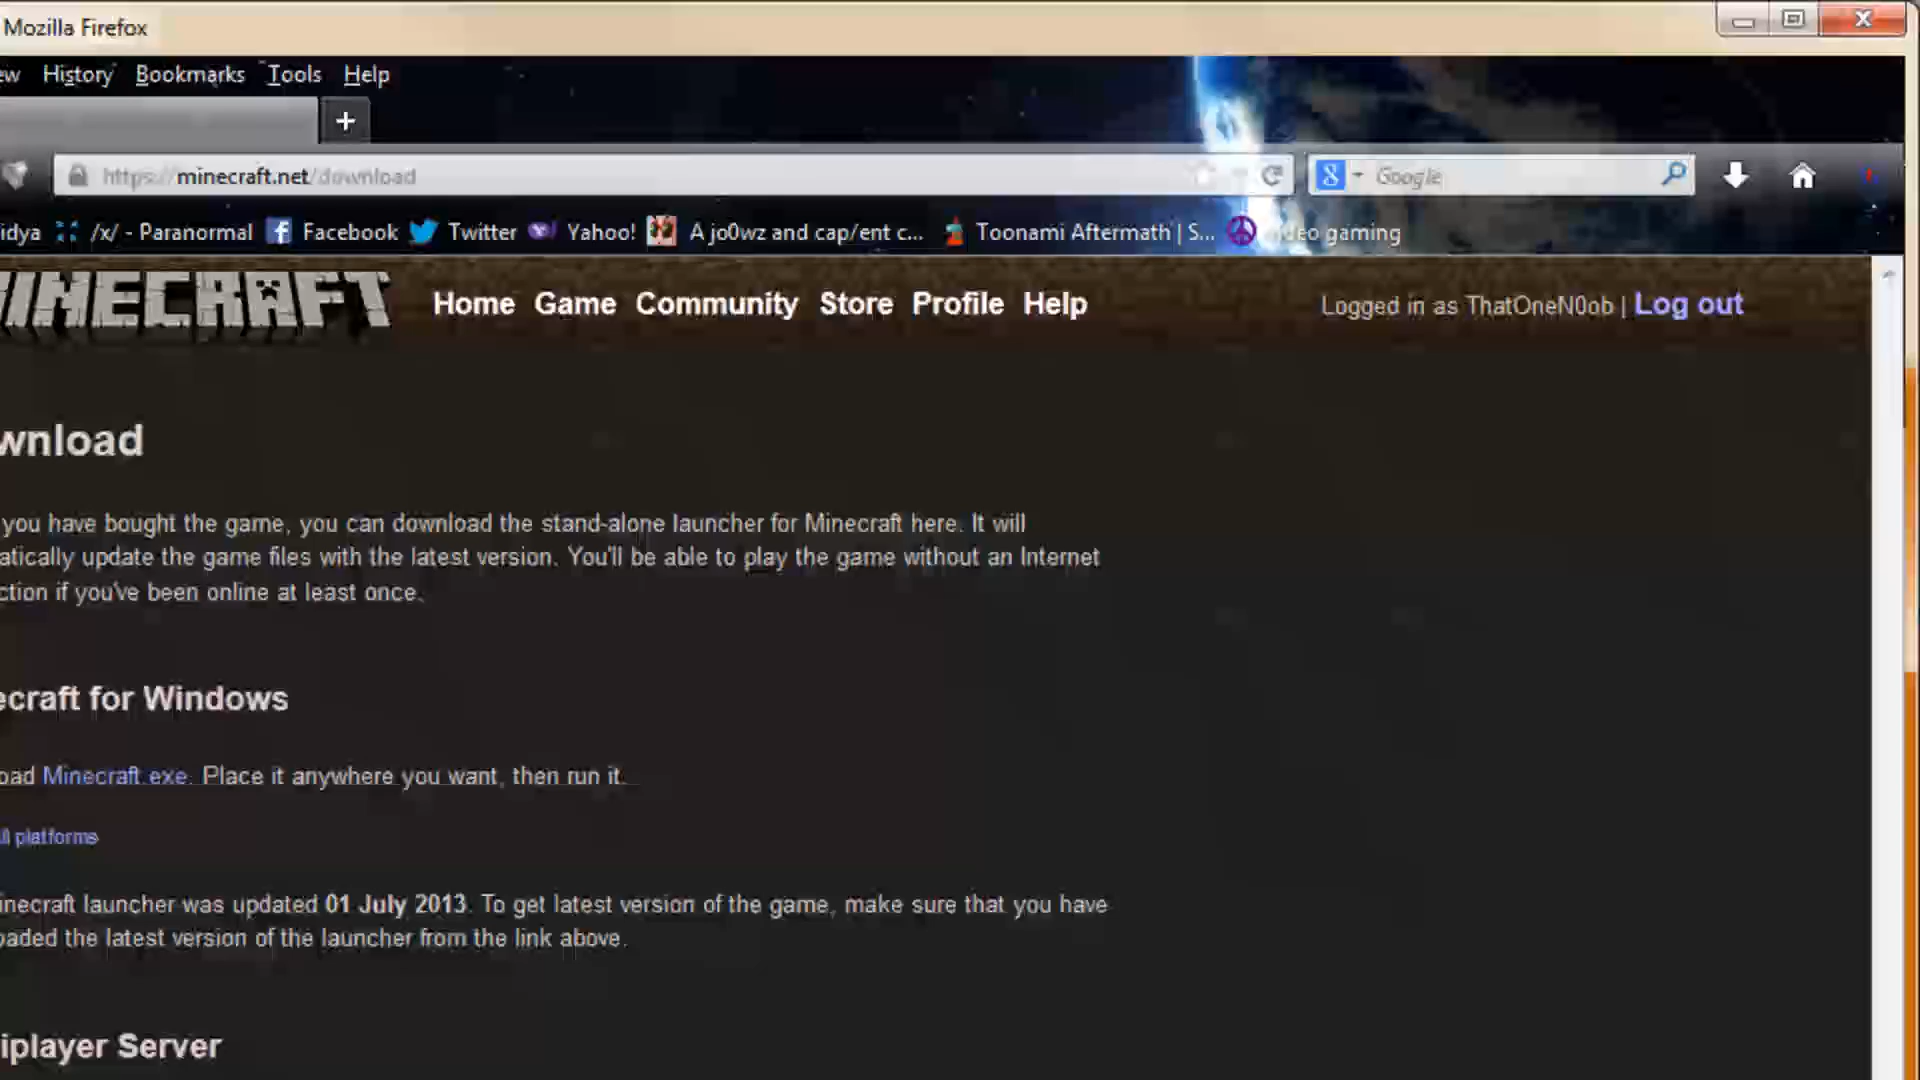 Mozilla Firefox
ew History Bookmarks Tools Help
+
https://minecraft.net/download
8 Google
idya /x/ - Paranormal Facebook Twitter Yahoo! A jo0wz and cap/ent c... Toonami Aftermath | S... video gaming
INECRAFT Home Game Community Store Profile Help Logged in as ThatOneN0ob | Log out
wnload
you have bought the game, you can download the stand-alone launcher for Minecraft here. It will
atically update the game files with the latest version. You'll be able to play the game without an Internet
ction if you've been online at least once.
ecraft for Windows
oad Minecraft.exe. Place it anywhere you want, then run it.
ll platforms
inecraft launcher was updated 01 July 2013. To get latest version of the game, make sure that you have
oaded the latest version of the launcher from the link above.
iplayer Server